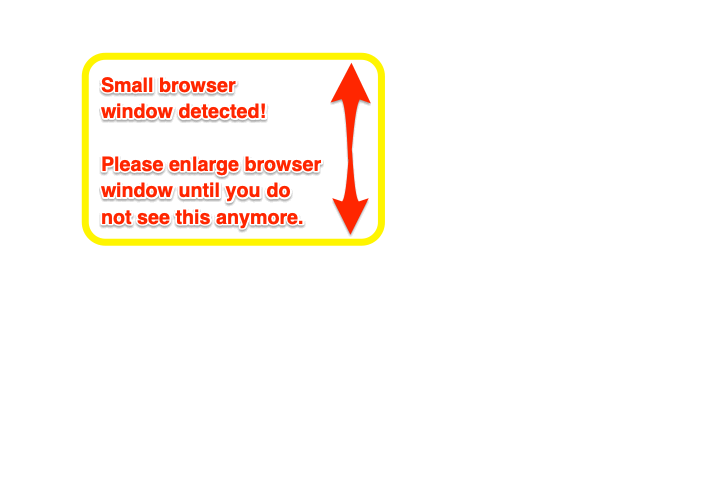 Small browser
window detected!
Please enlarge browser
window until you do
not see this anymore.